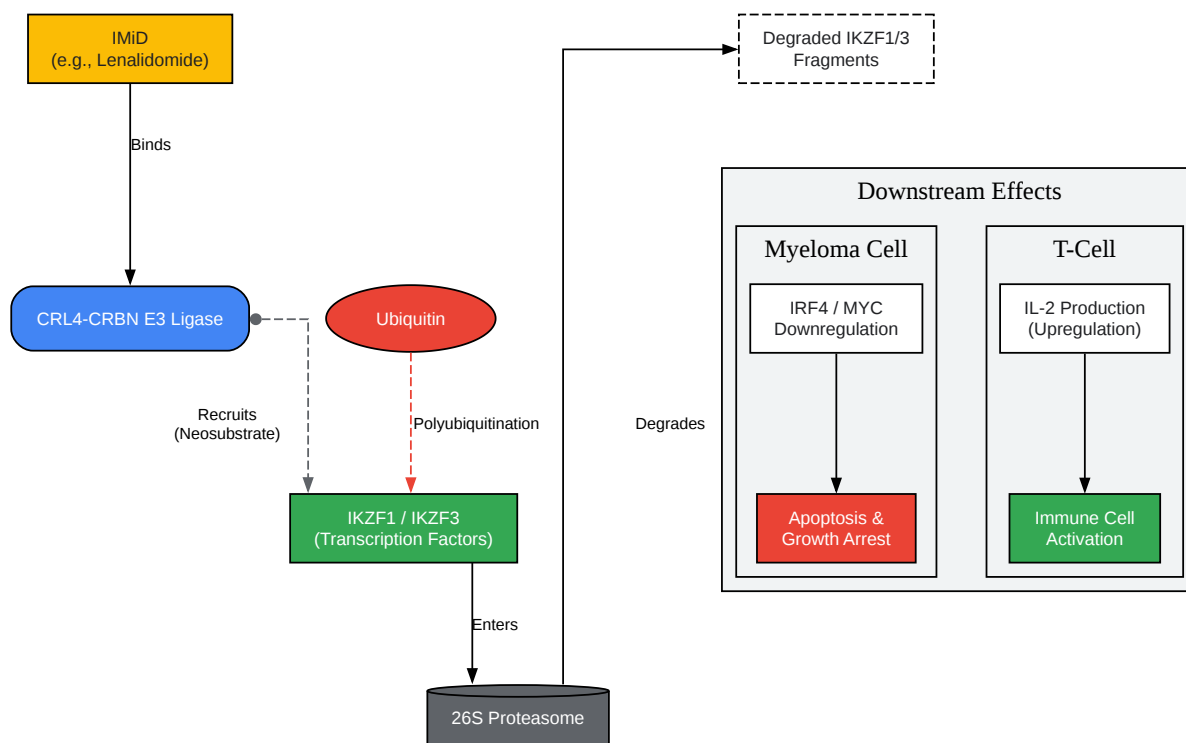 IMiD
(e.g., Lenalidomide)
Degraded IKZF1/3
Fragments
Binds
Downstream Effects
Myeloma Cell
T-Cell
CRL4-CRBN E3 Ligase
Ubiquitin
IRF4 / MYC
Downregulation
IL-2 Production
(Upregulation)
Recruits
(Neosubstrate)
Polyubiquitination
Degrades
IKZF1 / IKZF3
(Transcription Factors)
Apoptosis &
Growth Arrest
Immune Cell
Activation
Enters
26S Proteasome